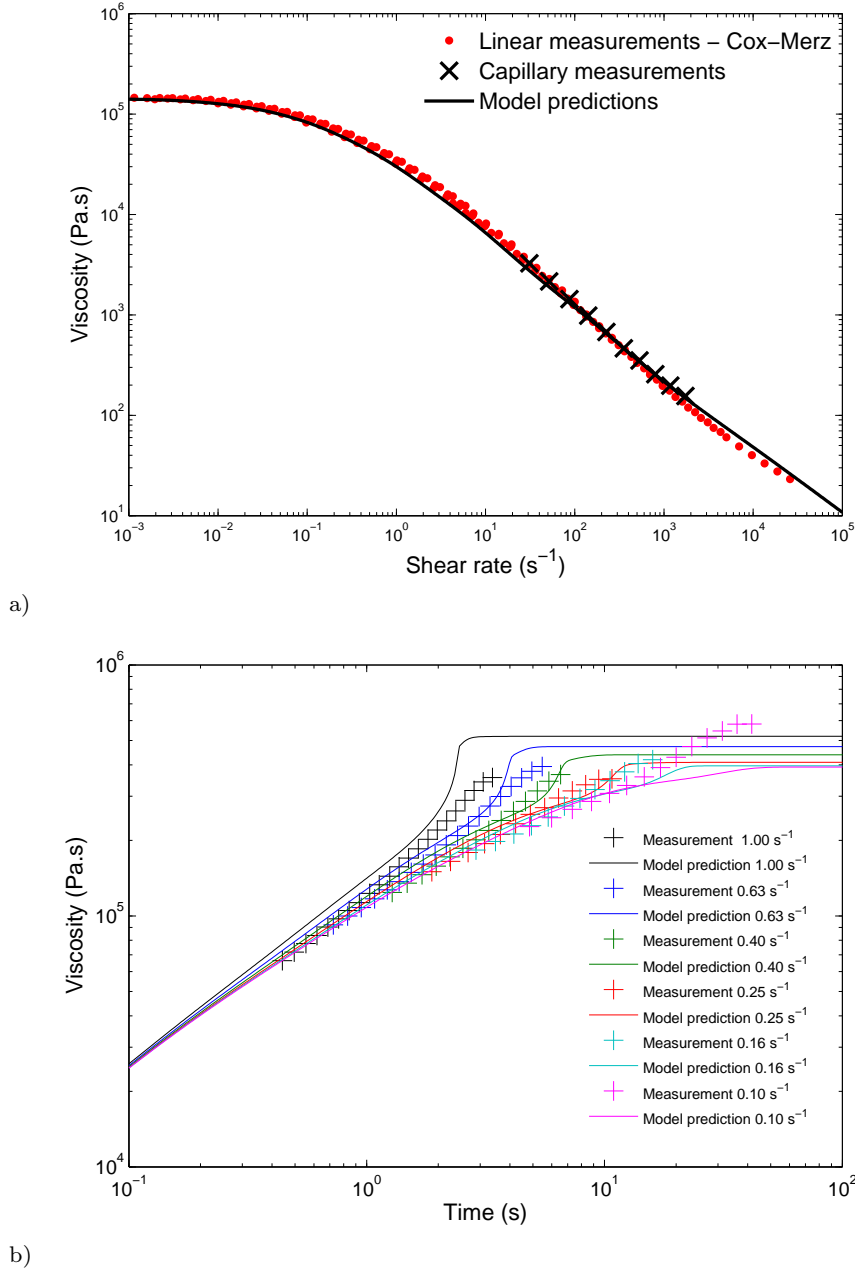 10^6
10^5
10^4
10^3
10^2
10^1
Viscosity (Pa.s)
Linear measurements − Cox−Merz
Capillary measurements
Model predictions
10^−3 10^−2 10^−1 10^0 10^1 10^2 10^3 10^4 10^5
Shear rate (s^−1)
a)
10^6
10^5
10^4
Viscosity (Pa.s)
Measurement 1.00 s^−1
Model prediction 1.00 s^−1
Measurement 0.63 s^−1
Model prediction 0.63 s^−1
Measurement 0.40 s^−1
Model prediction 0.40 s^−1
Measurement 0.25 s^−1
Model prediction 0.25 s^−1
Measurement 0.16 s^−1
Model prediction 0.16 s^−1
Measurement 0.10 s^−1
Model prediction 0.10 s^−1
10^−1 10^0 10^1 10^2
Time (s)
b)